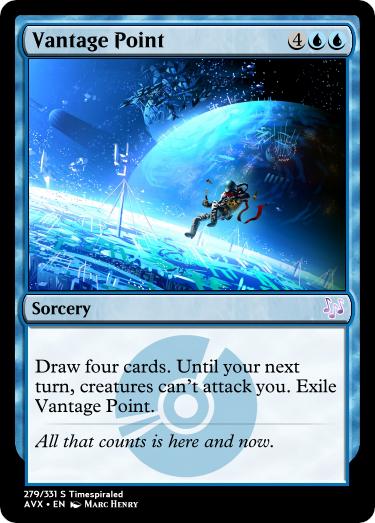 Vantage Point 4
Sorcery
Draw four cards. Until your next
turn, creatures can't attack you. Exile
Vantage Point.
All that counts is here and now.
279/331 S Timespiraled
AVX • EN Marc Henry